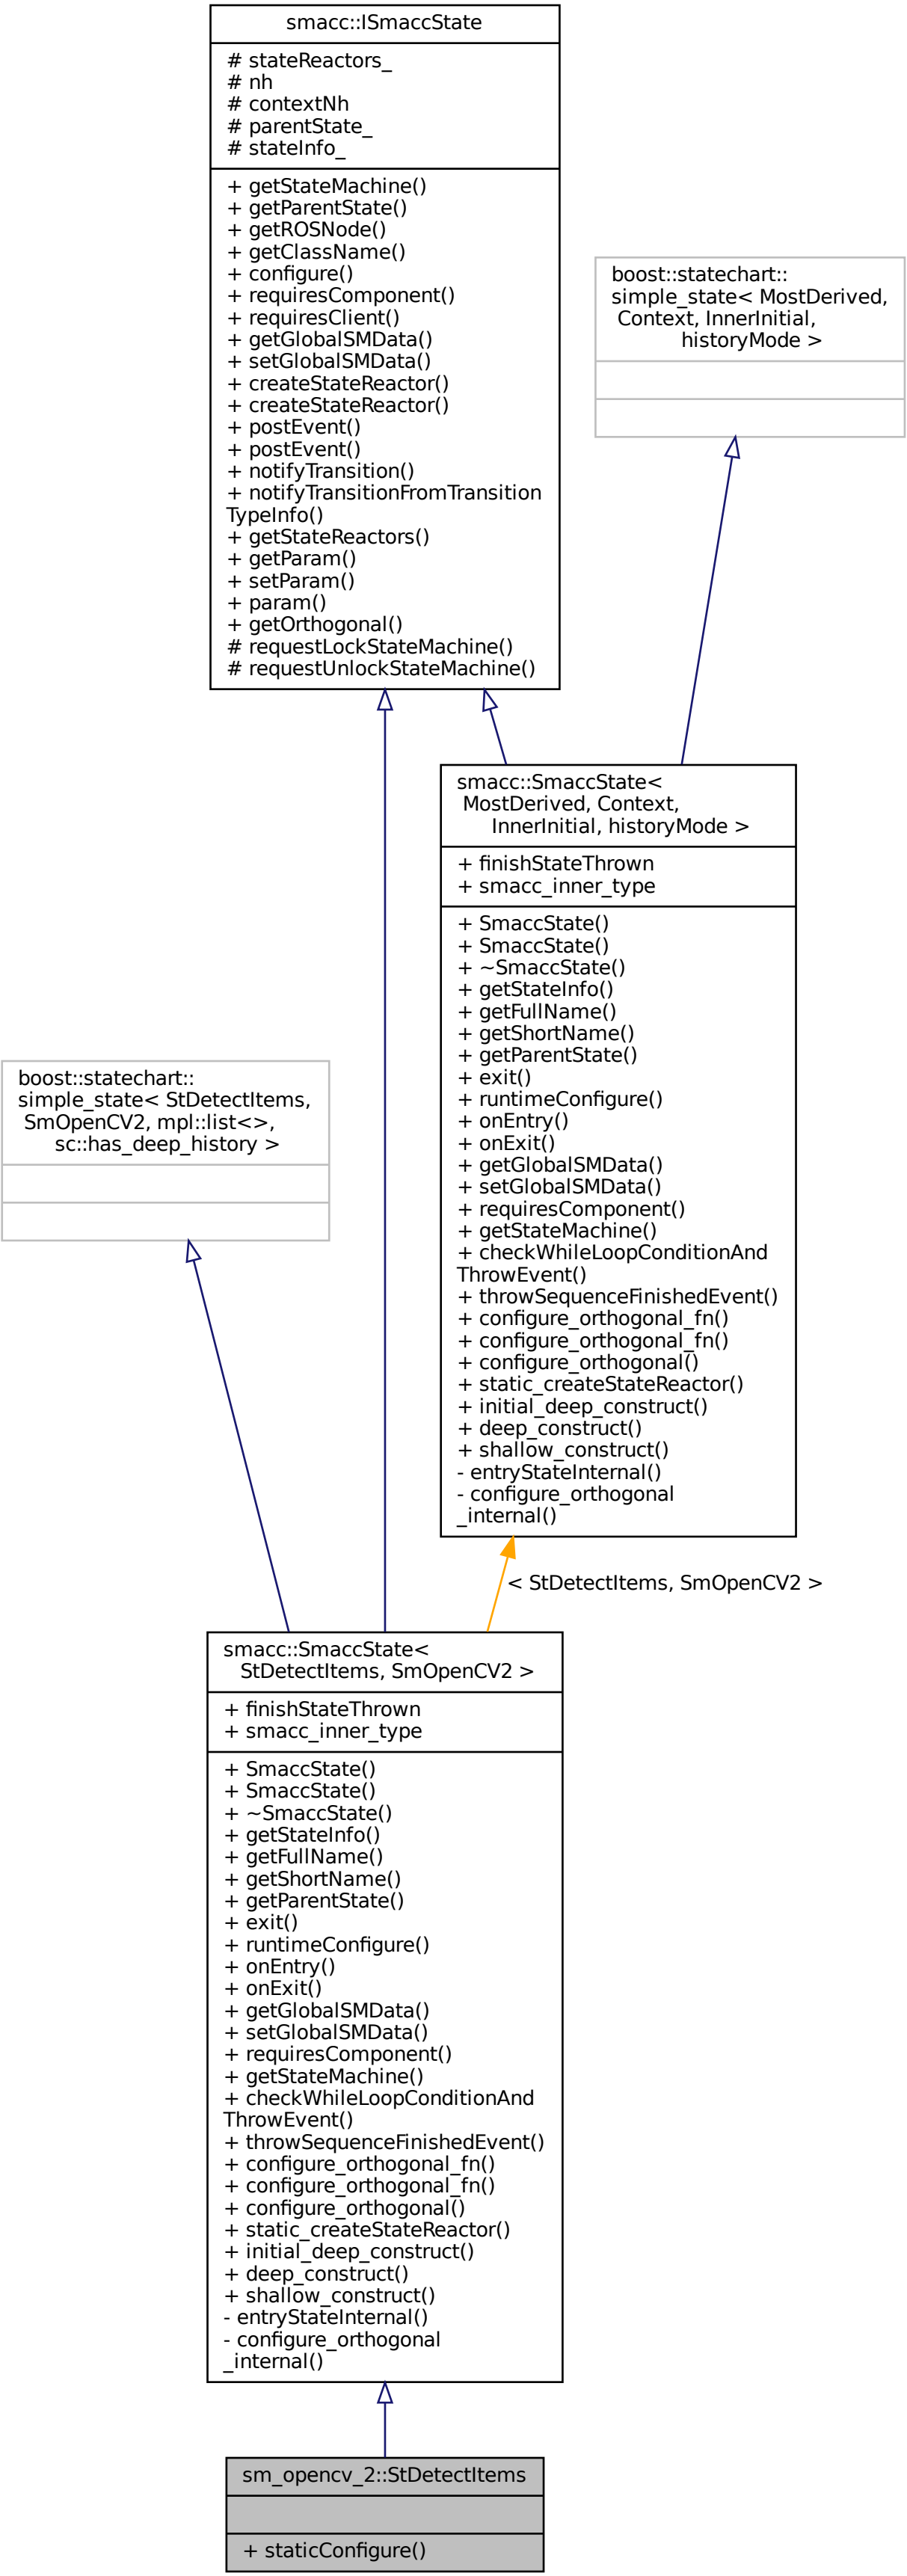 smacc::ISmaccState
# stateReactors_
# nh
# contextNh
# parentState_
# stateInfo_
+ getStateMachine()
+ getParentState()
+ getROSNode()
+ getClassName()
+ configure()
+ requiresComponent()
+ requiresClient()
+ getGlobalSMData()
+ setGlobalSMData()
+ createStateReactor()
+ createStateReactor()
+ postEvent()
+ postEvent()
+ notifyTransition()
+ notifyTransitionFromTransition
TypeInfo()
+ getStateReactors()
+ getParam()
+ setParam()
+ param()
+ getOrthogonal()
# requestLockStateMachine()
# requestUnlockStateMachine()
boost::statechart::
simple_state< MostDerived,
Context, InnerInitial,
historyMode >
smacc::SmaccState<
MostDerived, Context,
InnerInitial, historyMode >
+ finishStateThrown
+ smacc_inner_type
+ SmaccState()
+ SmaccState()
+ ~SmaccState()
+ getStateInfo()
+ getFullName()
+ getShortName()
+ getParentState()
+ exit()
+ runtimeConfigure()
+ onEntry()
+ onExit()
+ getGlobalSMData()
+ setGlobalSMData()
+ requiresComponent()
+ getStateMachine()
+ checkWhileLoopConditionAnd
ThrowEvent()
+ throwSequenceFinishedEvent()
+ configure_orthogonal_fn()
+ configure_orthogonal_fn()
+ configure_orthogonal()
+ static_createStateReactor()
+ initial_deep_construct()
+ deep_construct()
+ shallow_construct()
- entryStateInternal()
- configure_orthogonal
_internal()
boost::statechart::
simple_state< StDetectItems,
SmOpenCV2, mpl::list<>,
sc::has_deep_history >
< StDetectItems, SmOpenCV2 >
smacc::SmaccState<
StDetectItems, SmOpenCV2 >
+ finishStateThrown
+ smacc_inner_type
+ SmaccState()
+ SmaccState()
+ ~SmaccState()
+ getStateInfo()
+ getFullName()
+ getShortName()
+ getParentState()
+ exit()
+ runtimeConfigure()
+ onEntry()
+ onExit()
+ getGlobalSMData()
+ setGlobalSMData()
+ requiresComponent()
+ getStateMachine()
+ checkWhileLoopConditionAnd
ThrowEvent()
+ throwSequenceFinishedEvent()
+ configure_orthogonal_fn()
+ configure_orthogonal_fn()
+ configure_orthogonal()
+ static_createStateReactor()
+ initial_deep_construct()
+ deep_construct()
+ shallow_construct()
- entryStateInternal()
- configure_orthogonal
_internal()
sm_opencv_2::StDetectItems
+ staticConfigure()